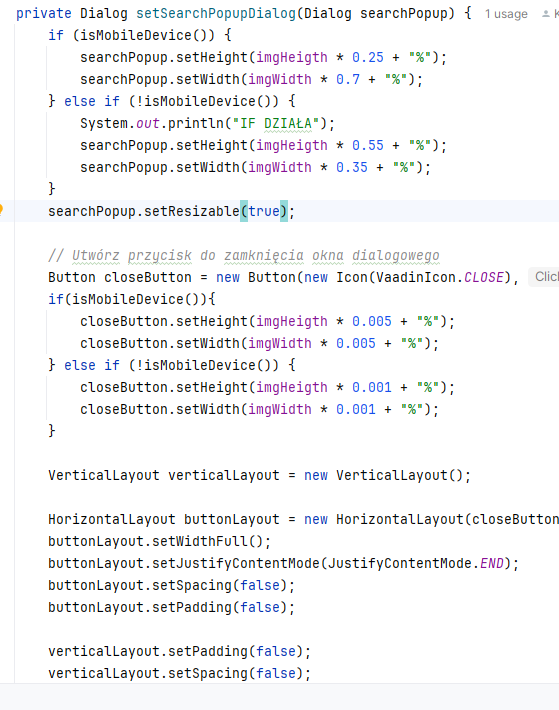 private Dialog setSearchPopupDialog(Dialog searchPopup) { 1 usage
if (isMobileDevice()) {
searchPopup.setHeight(imgHeigth * 0.25 + "%");
searchPopup.setWidth(imgWidth * 0.7 + "%");
} else if (!isMobileDevice()) {
System.out.println("IF DZIAŁA");
searchPopup.setHeight(imgHeigth * 0.55 + "%");
searchPopup.setWidth(imgWidth * 0.35 + "%");
}
searchPopup.setResizable(true);
// Utwórz przycisk do zamknięcia okna dialogowego
Button closeButton = new Button(new Icon(VaadinIcon.CLOSE), Clic
if(isMobileDevice()){
closeButton.setHeight(imgHeigth * 0.005 + "%");
closeButton.setWidth(imgWidth * 0.005 + "%");
} else if (!isMobileDevice()) {
closeButton.setHeight(imgHeigth * 0.001 + "%");
closeButton.setWidth(imgWidth * 0.001 + "%");
}
VerticalLayout verticalLayout = new VerticalLayout();
HorizontalLayout buttonLayout = new HorizontalLayout(closeButton
buttonLayout.setWidthFull();
buttonLayout.setJustifyContentMode(JustifyContentMode.END);
buttonLayout.setSpacing(false);
buttonLayout.setPadding(false);
verticalLayout.setPadding(false);
verticalLayout.setSpacing(false);